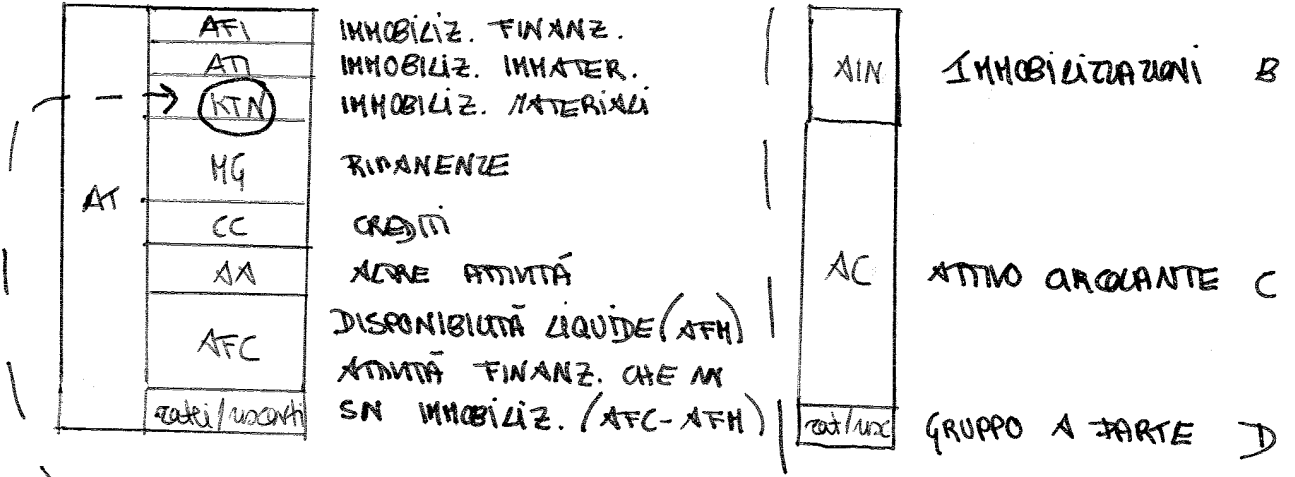 AFI IMMOBILIZ. FINANZ.
ATI IMMOBILIZ. IMMATER.
KTN IMMOBILIZ. MATERIALI
MG RIMANENZE
AT
CC CREDITI
AA ALTRE ATTIVITÁ
AFC DISPONIBILITÁ LIQUIDE (AFM)
ATTIVITÁ FINANZ. CHE NN
ratei/risconti SN IMMOBILIZ. (AFC-AFM)
AIN IMMOBILIZZAZIONI B
AC ATTIVO CIRCOLANTE C
rat/risc GRUPPO A PARTE D